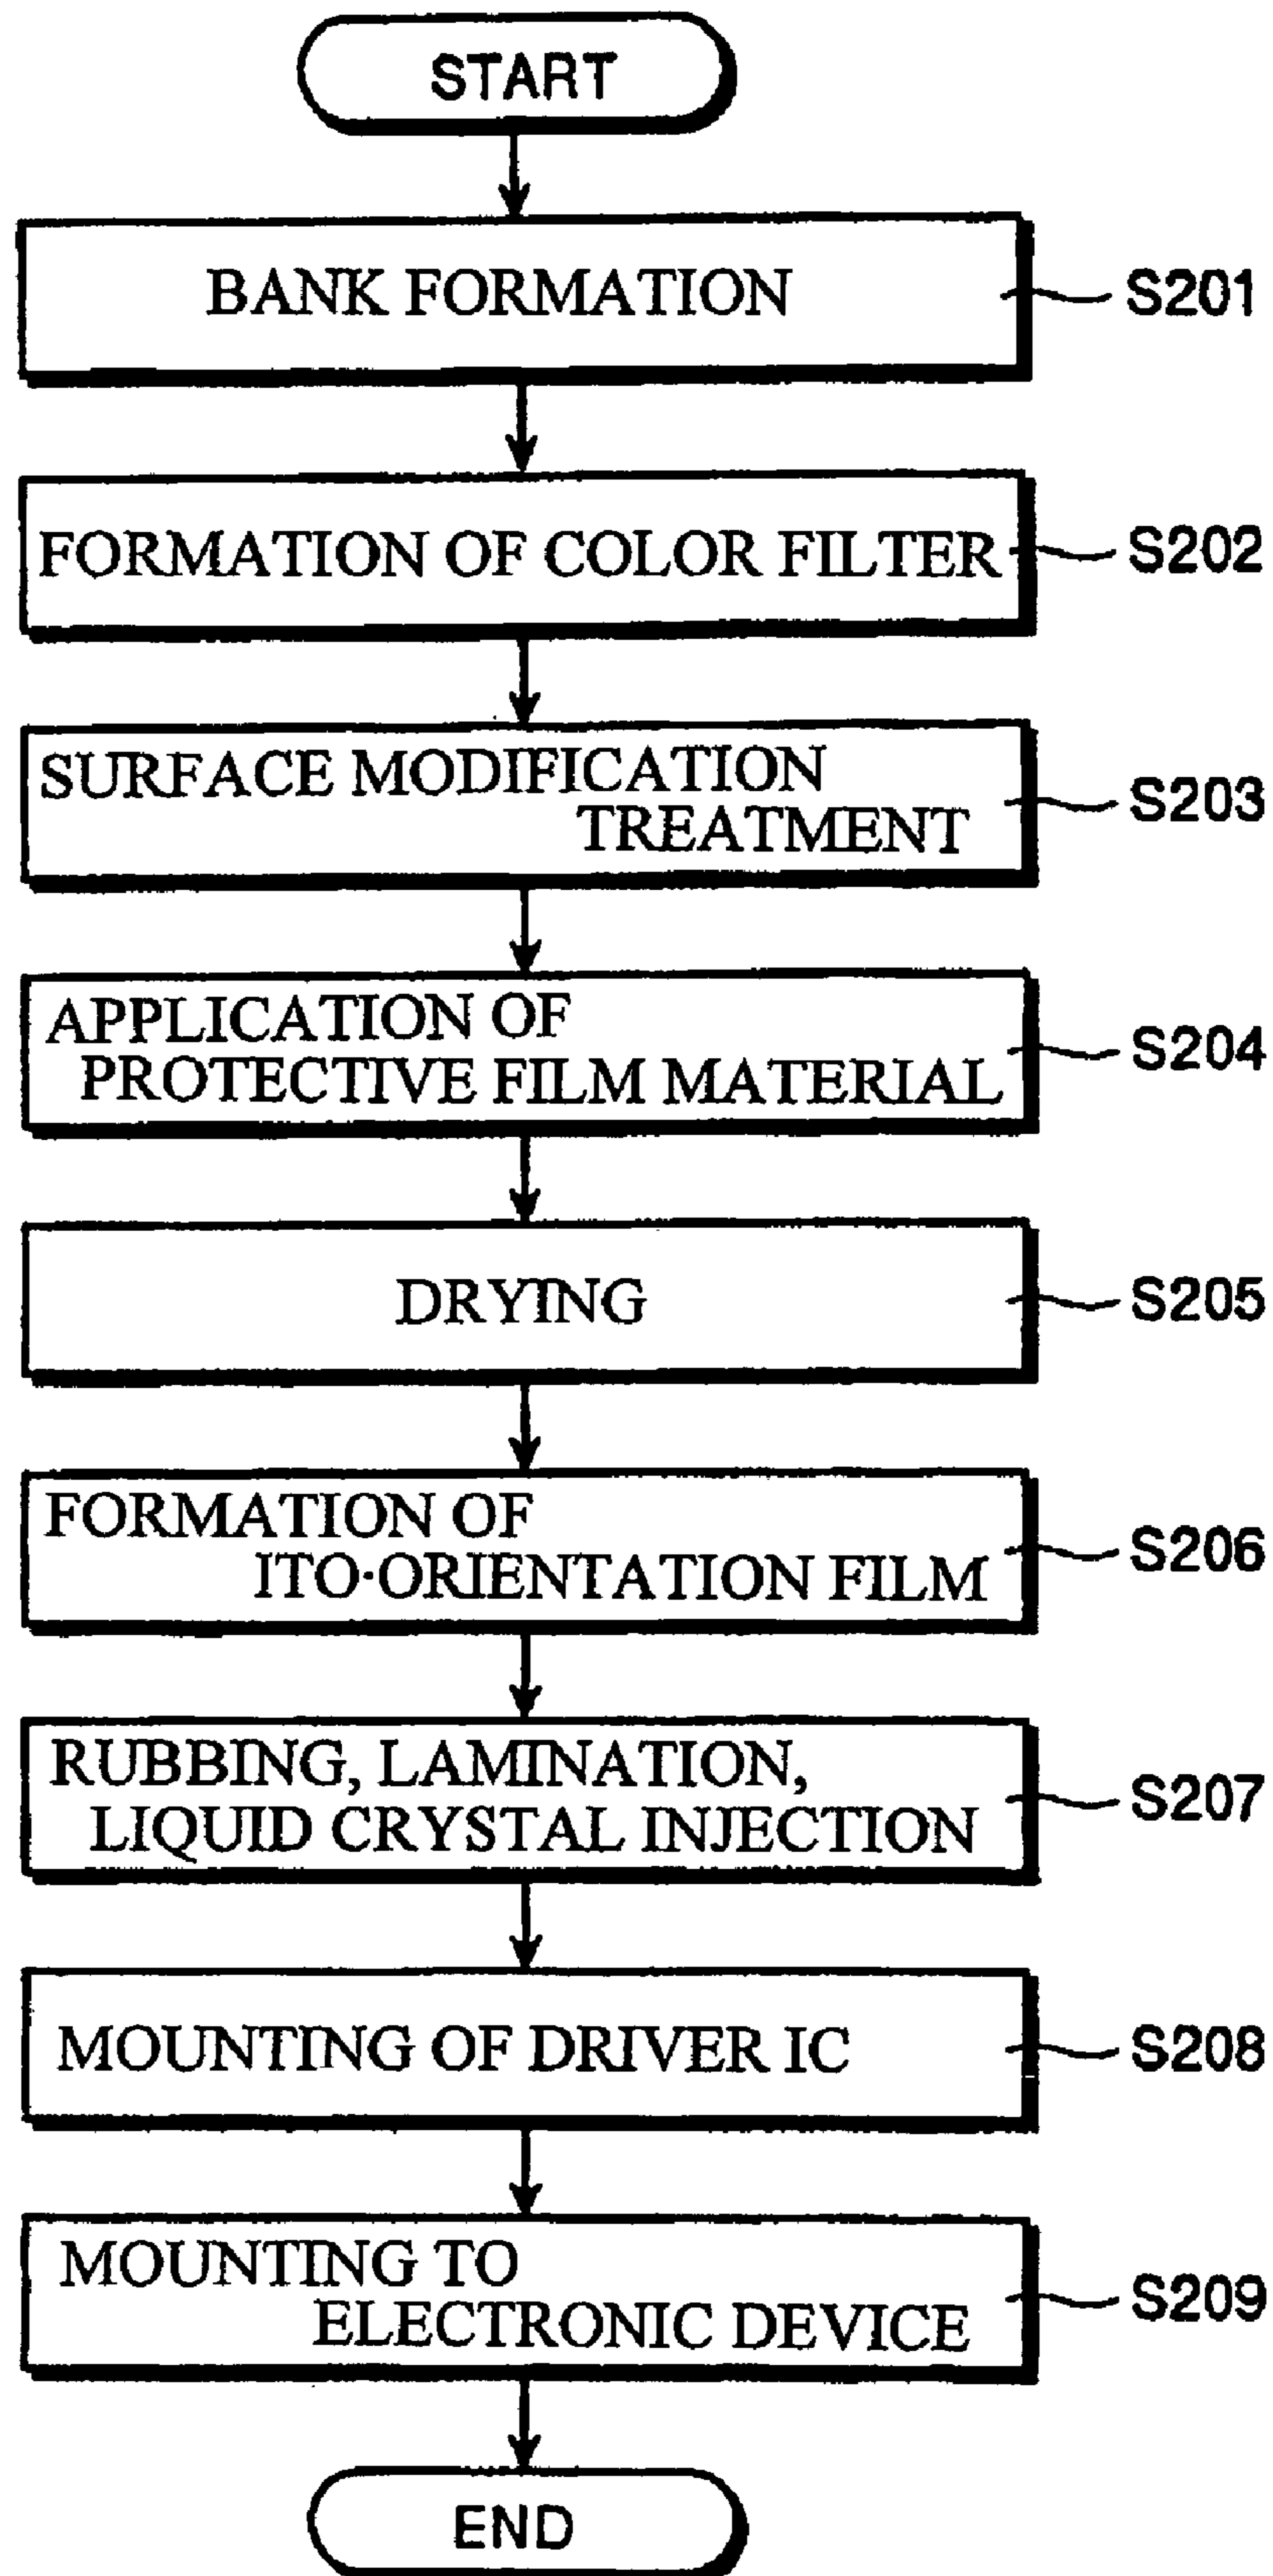 START
BANK FORMATION
S201
FORMATION OF COLOR FILTER
S202
SURFACE MODIFICATION
TREATMENT
S203
APPLICATION OF
PROTECTIVE FILM MATERIAL
S204
DRYING
S205
FORMATION OF
ITO·ORIENTATION FILM
S206
RUBBING, LAMINATION,
LIQUID CRYSTAL INJECTION
S207
MOUNTING OF DRIVER IC
S208
MOUNTING TO
ELECTRONIC DEVICE
S209
END